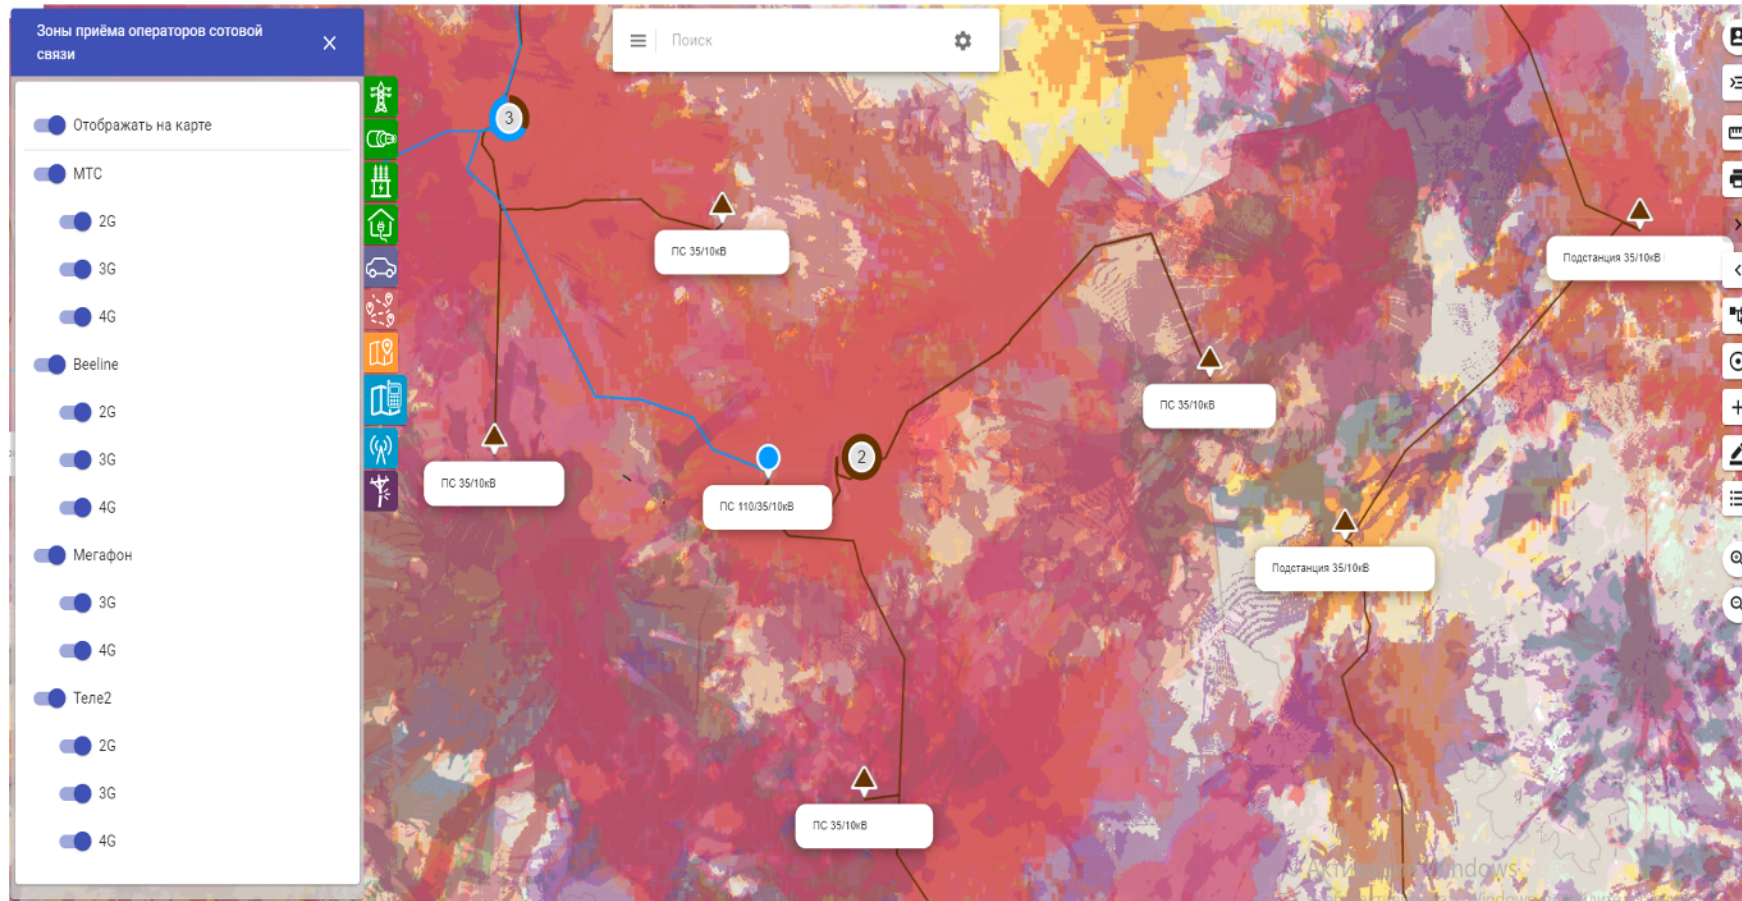 Зоны приёма операторов сотовой
связи
Поиск
Отображать на карте
МТС
2G
3G
4G
Beeline
2G
3G
4G
Мегафон
3G
4G
Теле2
2G
3G
4G
3
ПС 35/10кВ
Подстанция 35/10кВ
ПС 35/10кВ
2
ПС 35/10кВ
ПС 110/35/10кВ
Подстанция 35/10кВ
ПС 35/10кВ